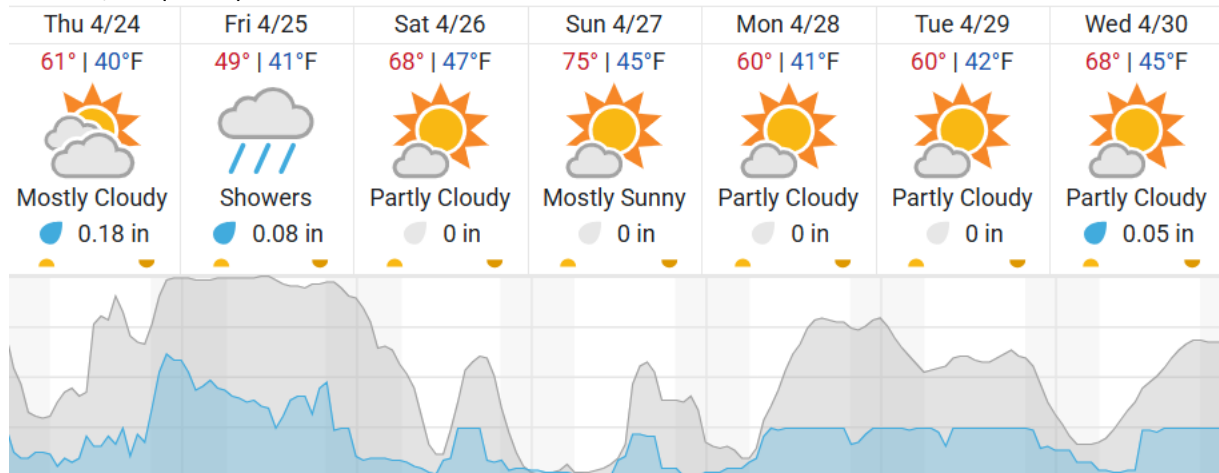 Thu 4/24 Fri 4/25 Sat 4/26 Sun 4/27 Mon 4/28 Tue 4/29 Wed 4/30
61° | 40°F 49° | 41°F 68° | 47°F 75° | 45°F 60° | 41°F 60° | 42°F 68° | 45°F
Mostly Cloudy Showers Partly Cloudy Mostly Sunny Partly Cloudy Partly Cloudy Partly Cloudy
0.18 in 0.08 in 0 in 0 in 0 in 0 in 0.05 in